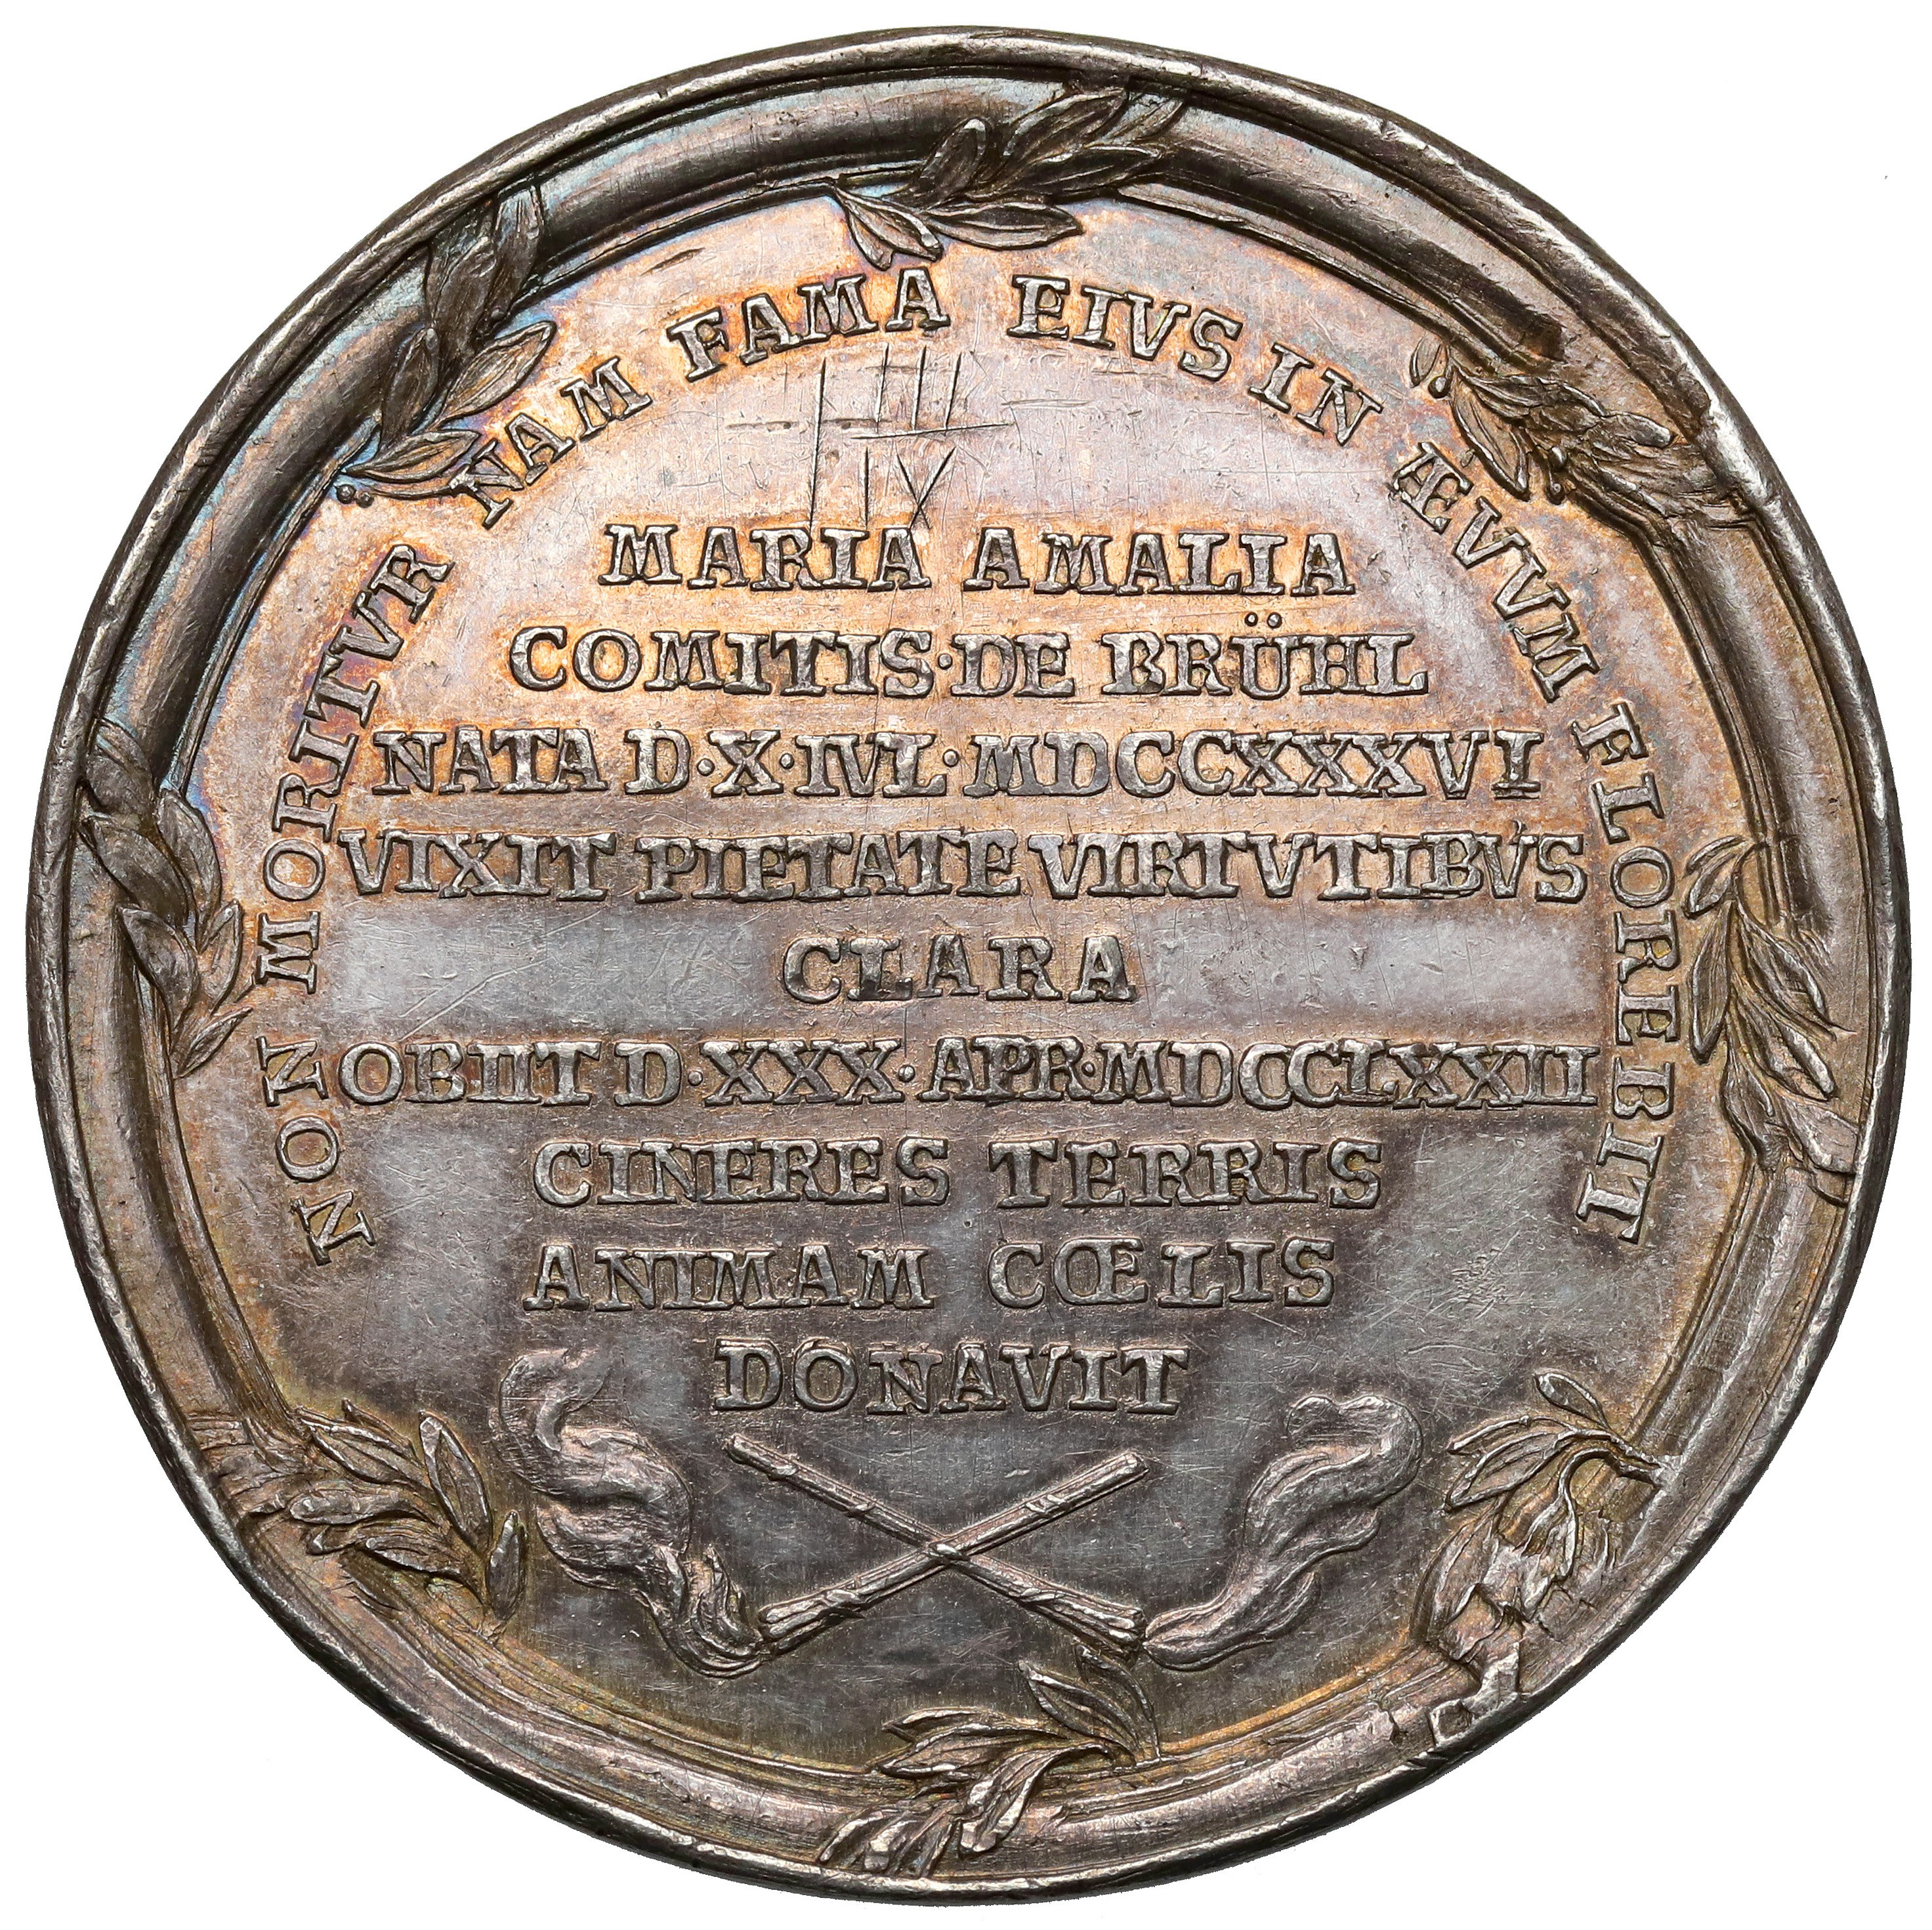 NON MORITVR NAM FAMA EIVS IN ÆVVM FLOREBIT
MARIA AMALIA
COMITIS·DE BRÜHL
NATA D·X·IVL·MDCCXXXVI
VIXIT PIETATE VIRTVTIBVS
CLARA
OBIIT D·XXX·APR·MDCCLXXII
CINERES TERRIS
ANIMAM CŒLIS
DONAVIT